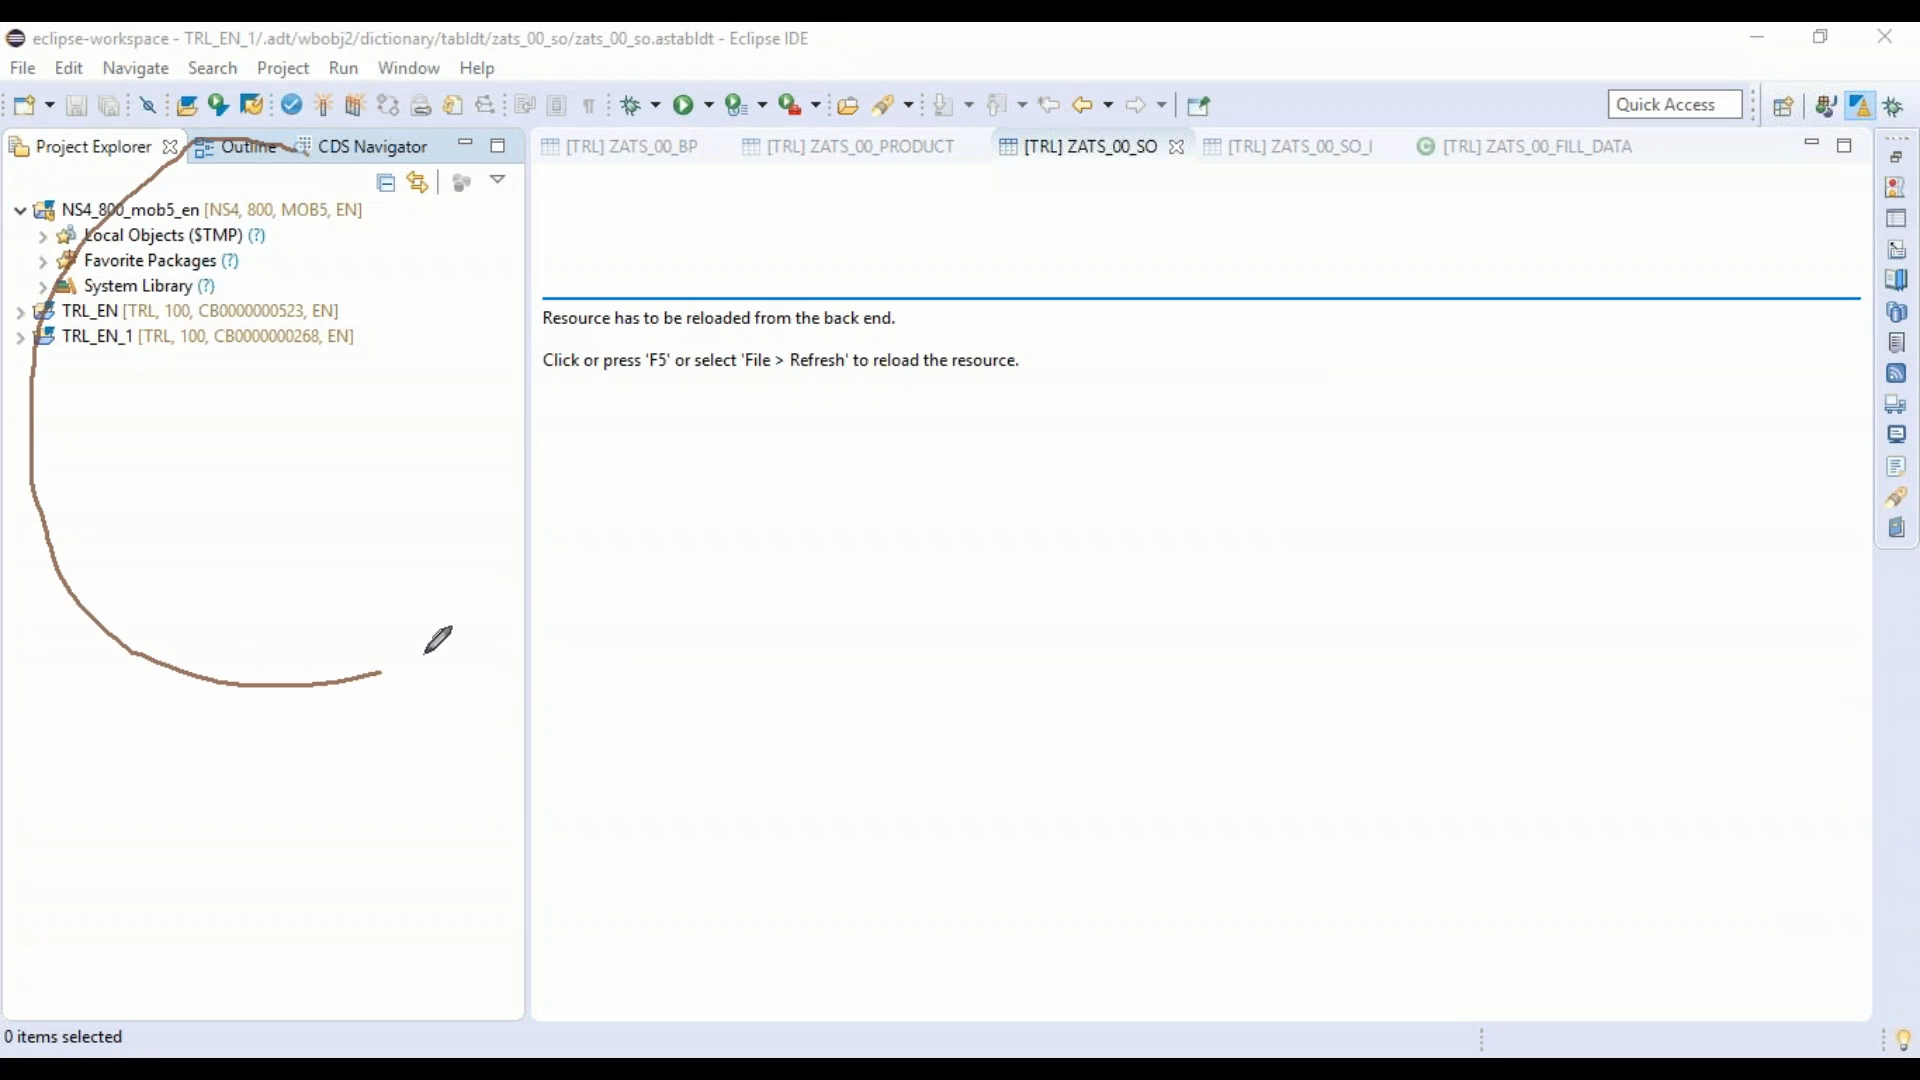 eclipse-workspace - TRL_EN_1/.adt/wbobj2/dictionary/tabldt/zats_00_so/zats_00_so.astabldt - Eclipse IDE
File Edit Navigate Search Project Run Window Help
Quick Access
Project Explorer Outline CDS Navigator
[TRL] ZATS_00_BP [TRL] ZATS_00_PRODUCT [TRL] ZATS_00_SO [TRL] ZATS_00_SO_I [TRL] ZATS_00_FILL_DATA
NS4_800_mob5_en [NS4, 800, MOB5, EN]
Local Objects ($TMP) (?)
Favorite Packages (?)
System Library (?)
TRL_EN [TRL, 100, CB0000000523, EN]
TRL_EN_1 [TRL, 100, CB0000000268, EN]
Resource has to be reloaded from the back end.
Click or press 'F5' or select 'File > Refresh' to reload the resource.
0 items selected